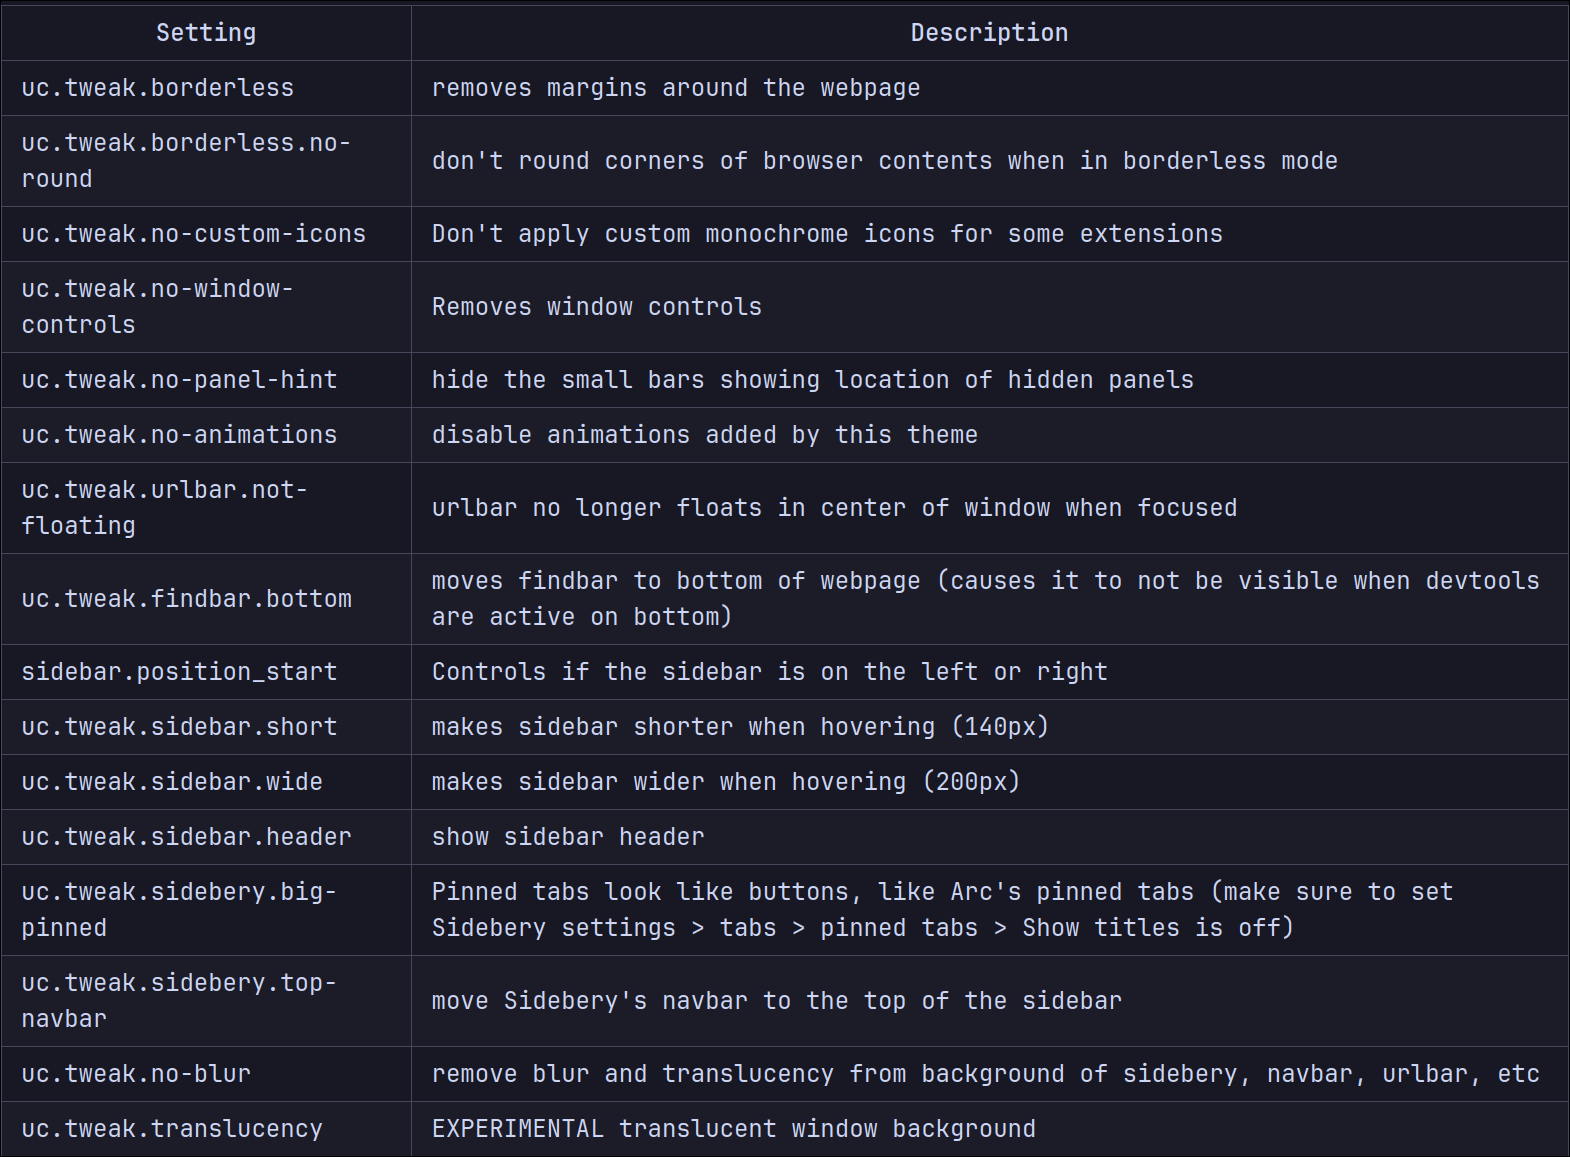 Setting Description
uc.tweak.borderless removes margins around the webpage
uc.tweak.borderless.no-
round
don't round corners of browser contents when in borderless mode
uc.tweak.no-custom-icons Don't apply custom monochrome icons for some extensions
uc.tweak.no-window-
controls
Removes window controls
uc.tweak.no-panel-hint hide the small bars showing location of hidden panels
uc.tweak.no-animations disable animations added by this theme
uc.tweak.urlbar.not-
floating
urlbar no longer floats in center of window when focused
uc.tweak.findbar.bottom
moves findbar to bottom of webpage (causes it to not be visible when devtools
are active on bottom)
sidebar.position_start Controls if the sidebar is on the left or right
uc.tweak.sidebar.short makes sidebar shorter when hovering (140px)
uc.tweak.sidebar.wide makes sidebar wider when hovering (200px)
uc.tweak.sidebar.header show sidebar header
uc.tweak.sidebery.big-
pinned
Pinned tabs look like buttons, like Arc's pinned tabs (make sure to set
Sidebery settings > tabs > pinned tabs > Show titles is off)
uc.tweak.sidebery.top-
navbar
move Sidebery's navbar to the top of the sidebar
uc.tweak.no-blur remove blur and translucency from background of sidebery, navbar, urlbar, etc
uc.tweak.translucency EXPERIMENTAL translucent window background